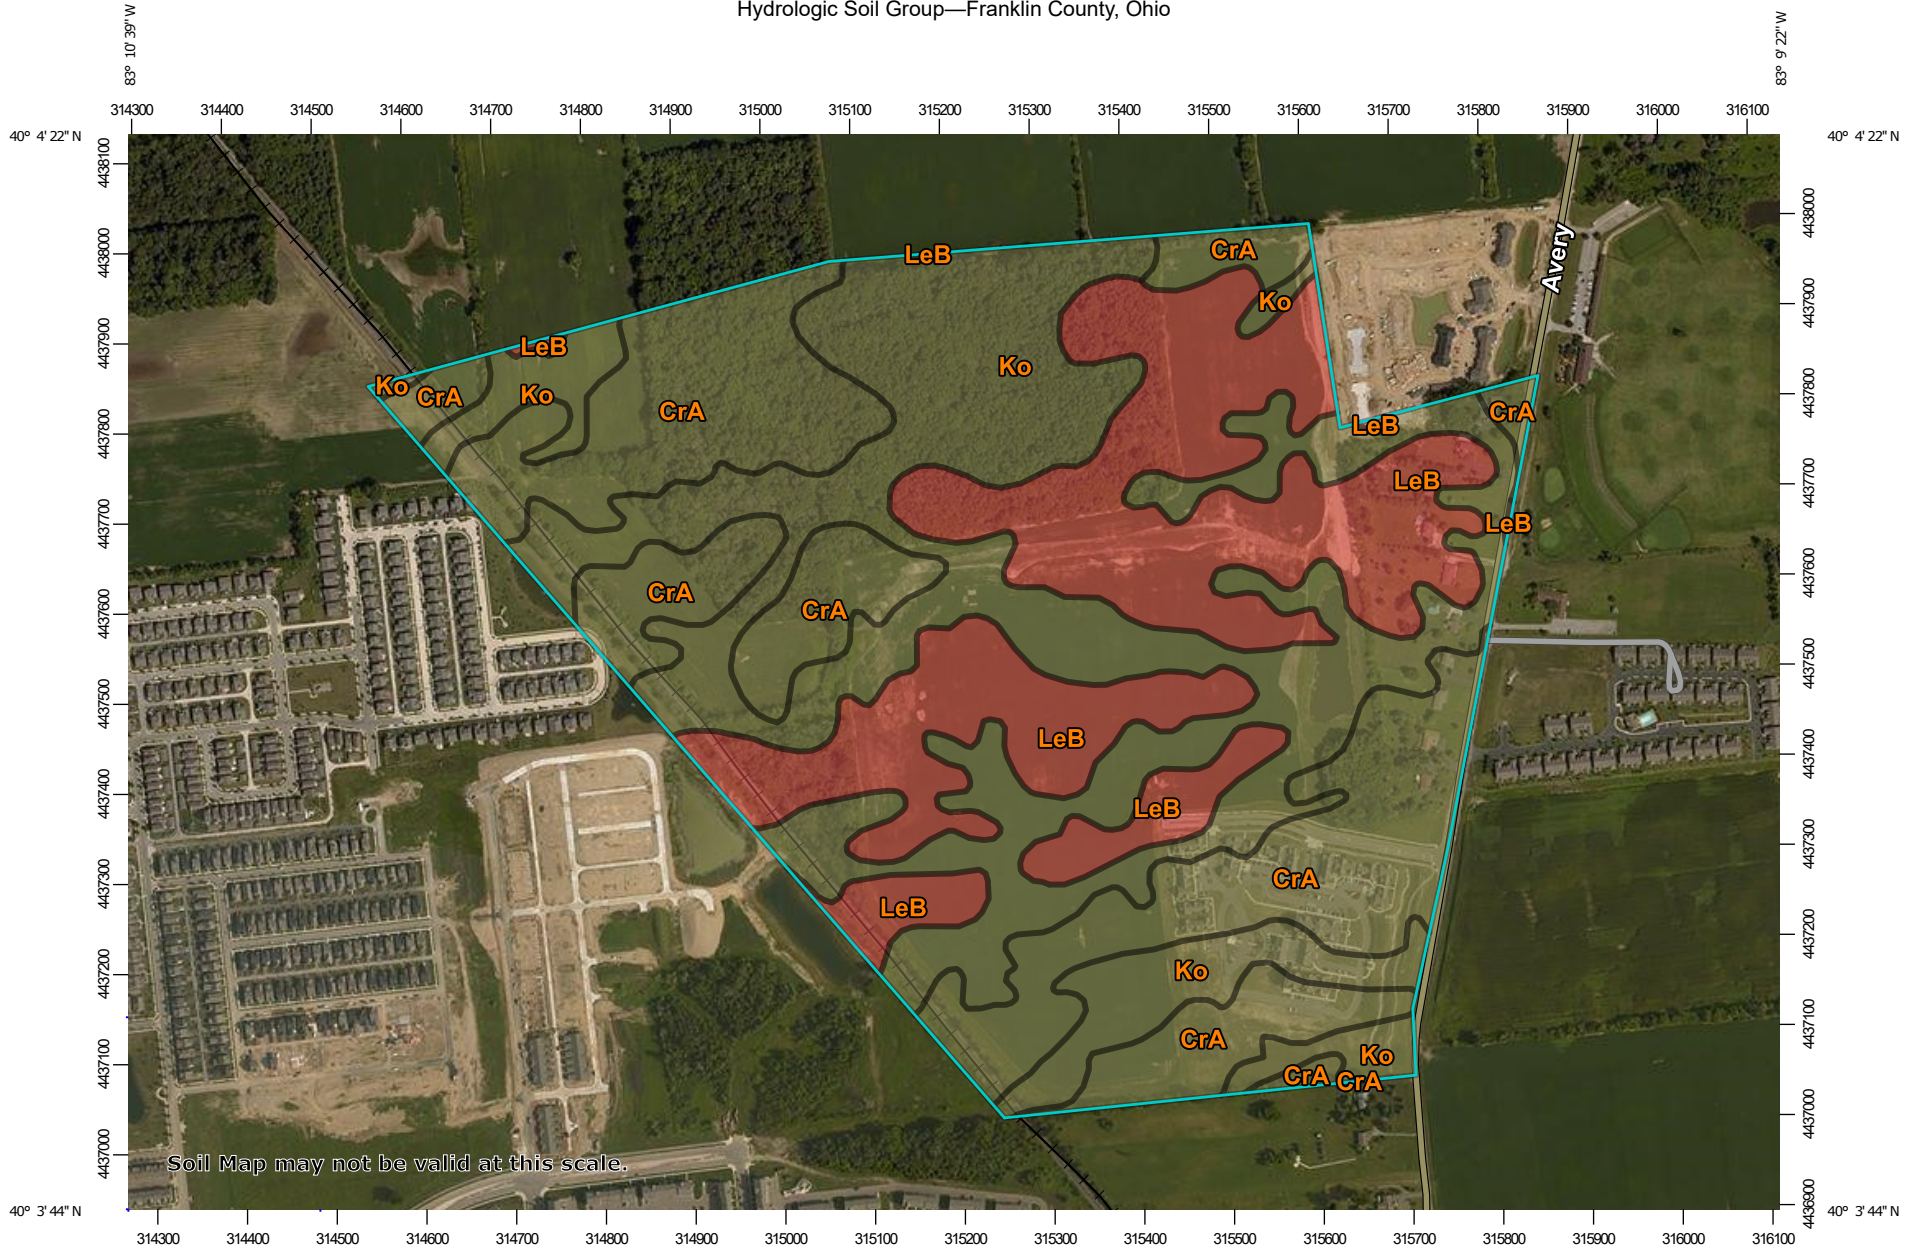 Hydrologic Soil Group—Franklin County, Ohio
83° 10' 39" W
83° 9' 22" W
314300 314400 314500 314600 314700 314800 314900 315000 315100 315200 315300 315400 315500 315600 315700 315800 315900 316000 316100
40° 4' 22" N
40° 4' 22" N
4438100
4438000
4437900
4437800
4437700
4437600
4437500
4437400
4437300
4437200
4437100
4437000
4438000
4437900
4437800
4437700
4437600
4437500
4437400
4437300
4437200
4437100
4437000
4436900
Avery
LeB
CrA
Ko
LeB
Ko
CrA
Ko
Ko
CrA
LeB
CrA
LeB
LeB
CrA
CrA
LeB
LeB
CrA
LeB
Ko
CrA
Ko
CrA
CrA
Soil Map may not be valid at this scale.
40° 3' 44" N
40° 3' 44" N
314300 314400 314500 314600 314700 314800 314900 315000 315100 315200 315300 315400 315500 315600 315700 315800 315900 316000 316100